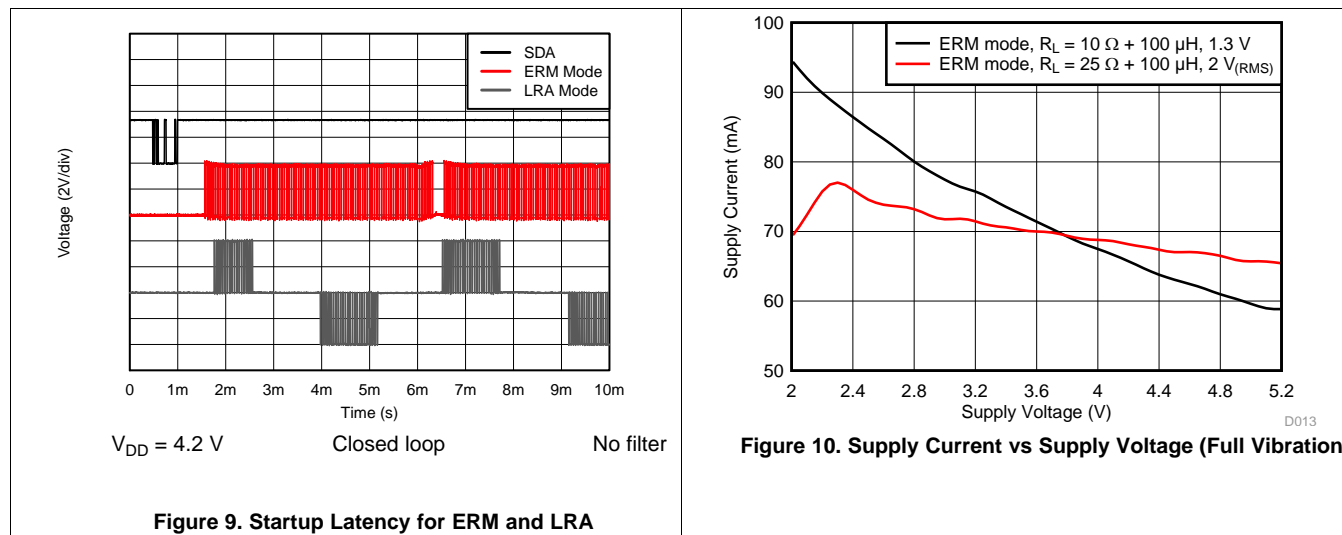 SDA
ERM Mode
LRA Mode
Voltage (2V/div)
0 1m 2m 3m 4m 5m 6m 7m 8m 9m 10m
Time (s)
V_DD = 4.2 V Closed loop No filter
Figure 9. Startup Latency for ERM and LRA
100
90
80
70
60
50
Supply Current (mA)
ERM mode, R_L = 10 Ω + 100 µH, 1.3 V
ERM mode, R_L = 25 Ω + 100 µH, 2 V_(RMS)
2 2.4 2.8 3.2 3.6 4 4.4 4.8 5.2
Supply Voltage (V)
D013
Figure 10. Supply Current vs Supply Voltage (Full Vibration